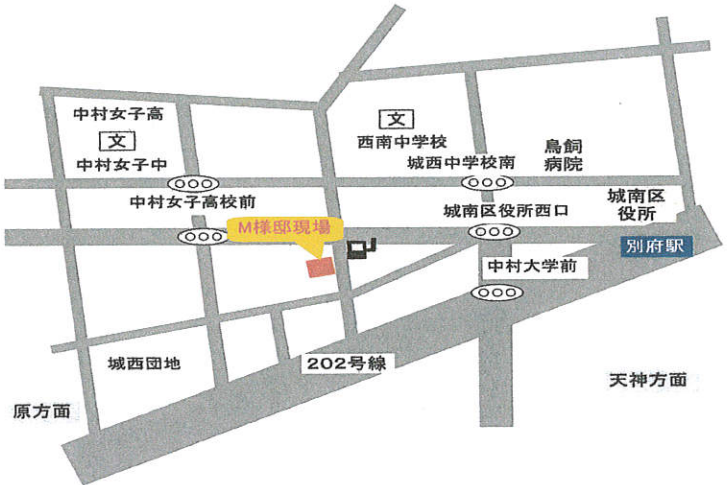 中村女子高
文
中村女子中
文
西南中学校
城西中学校南
鳥飼
病院
中村女子高校前
城南区役所西口
城南区
役所
M様邸現場
別府駅
中村大学前
城西団地
202号線
天神方面
原方面